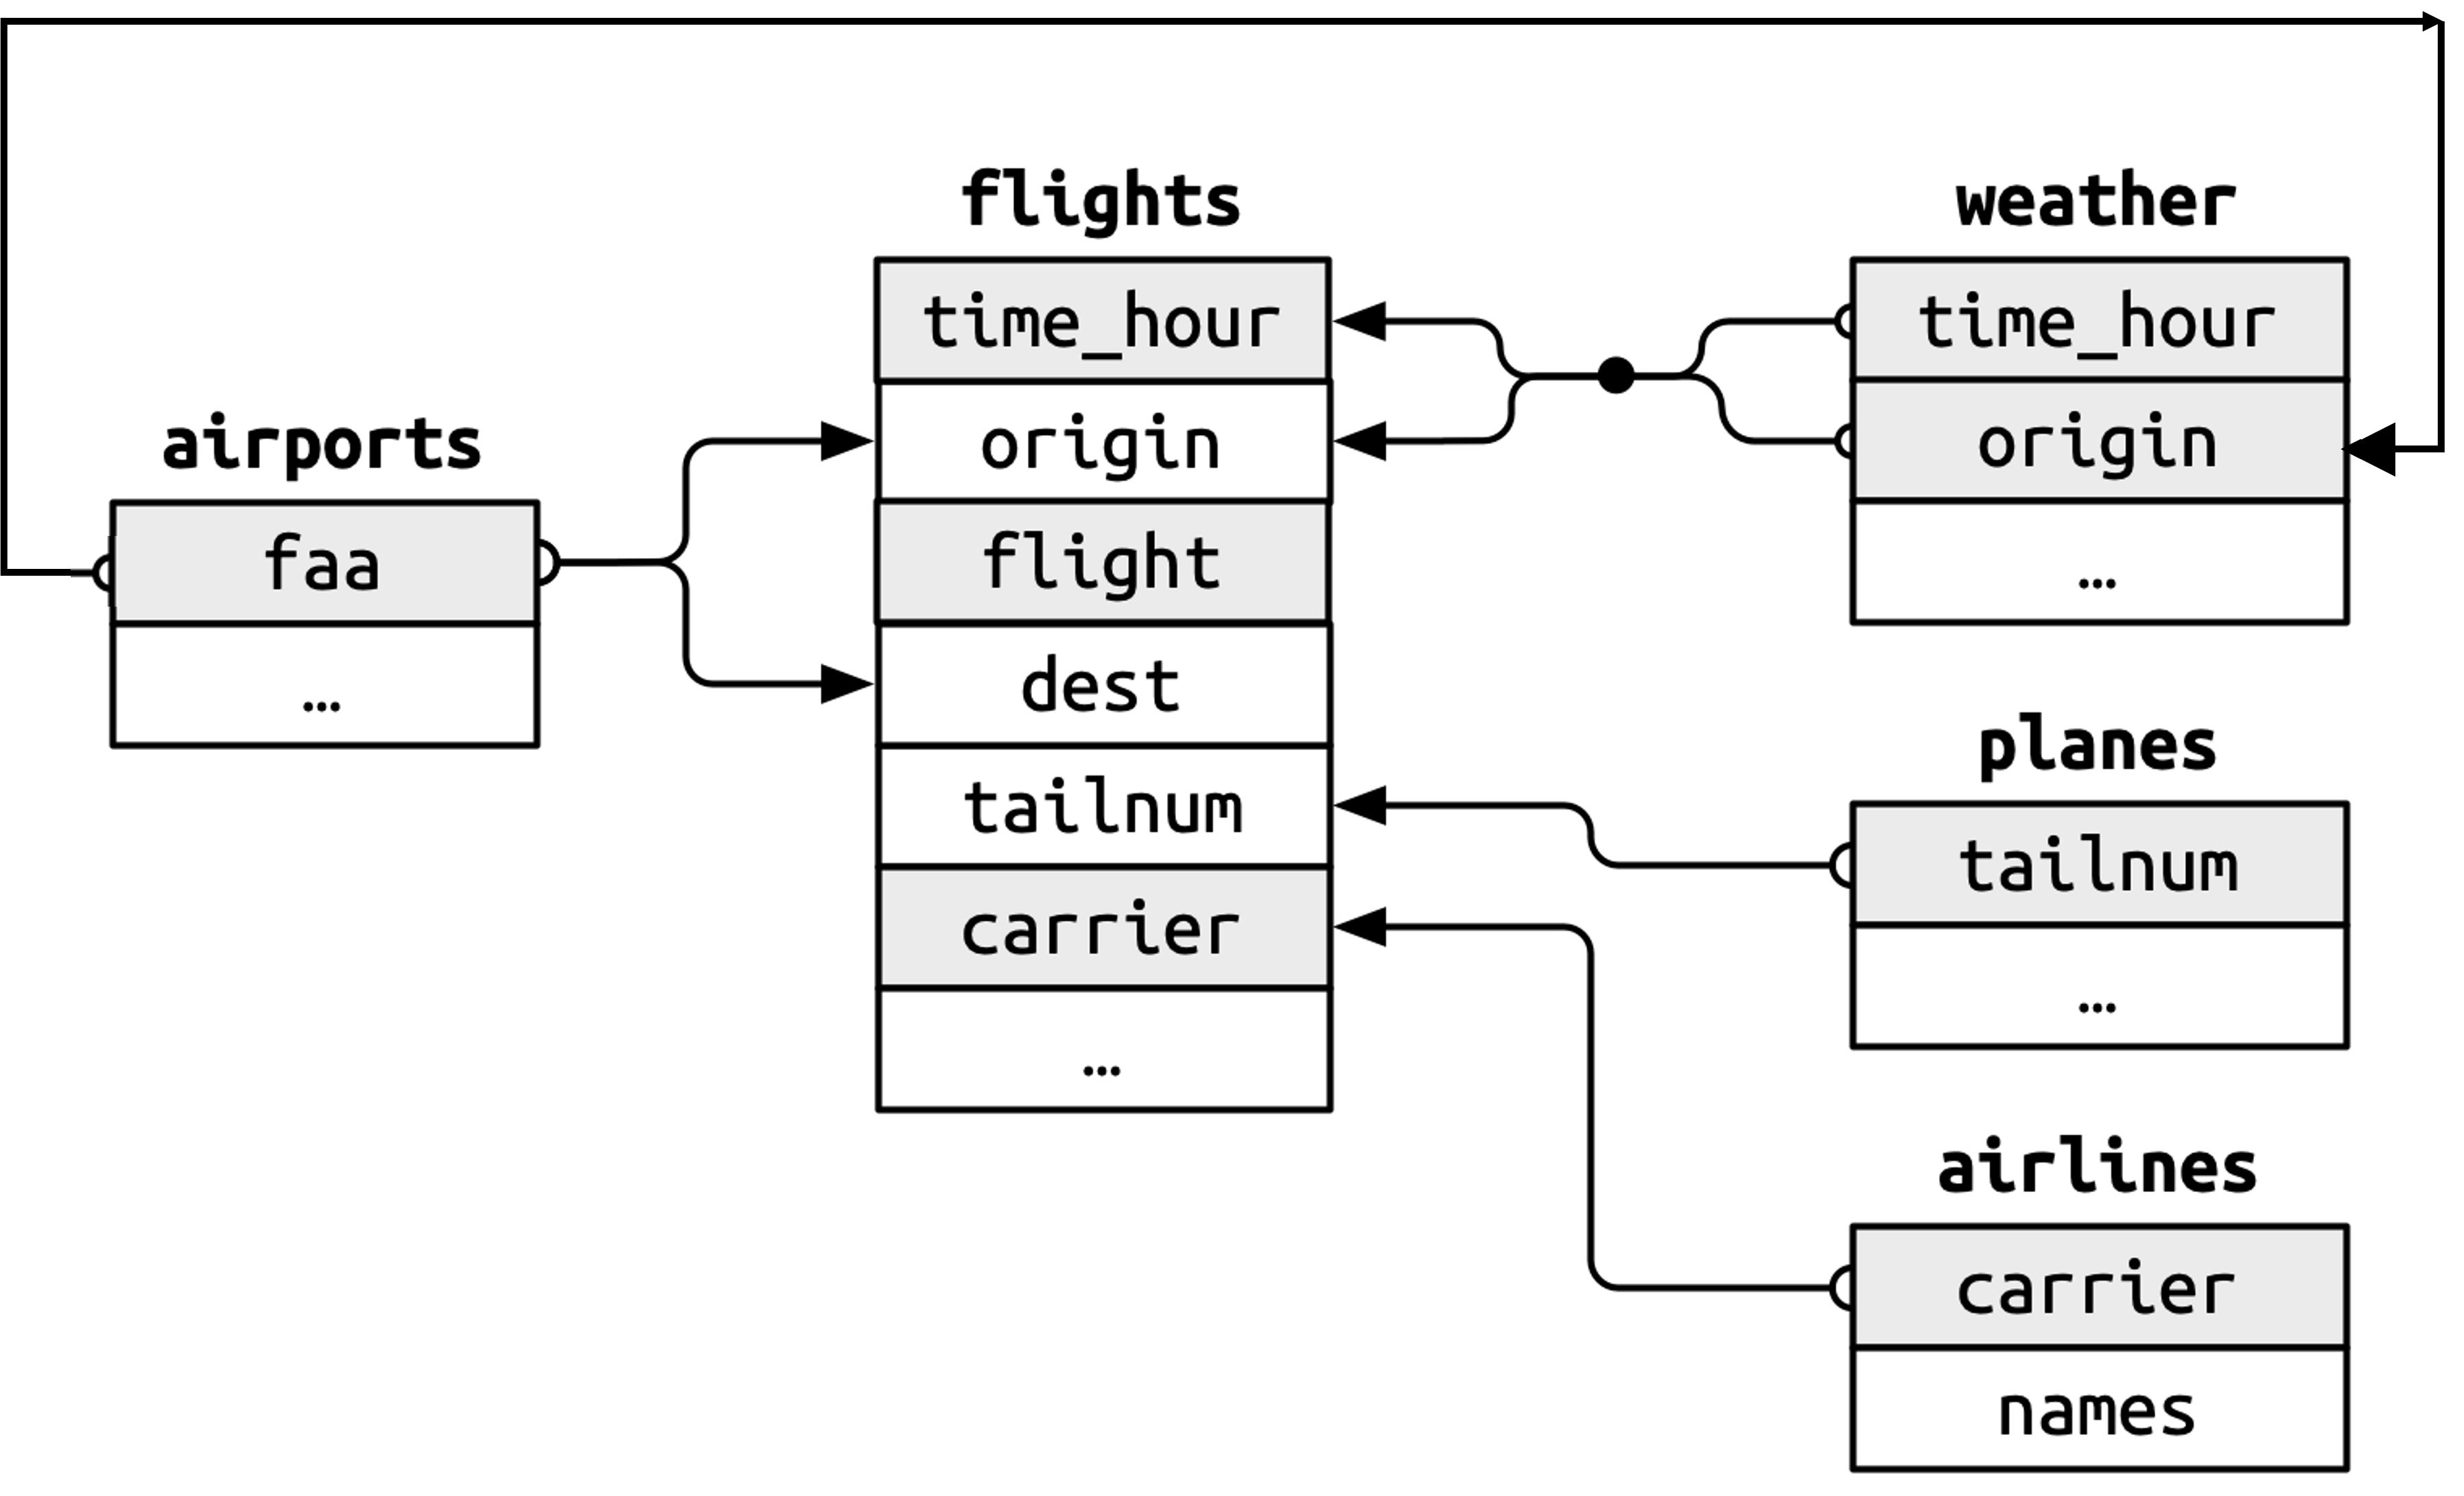 airports
faa
…
flights
time_hour
origin
flight
dest
tailnum
carrier
…
weather
time_hour
origin
…
planes
tailnum
…
airlines
carrier
names